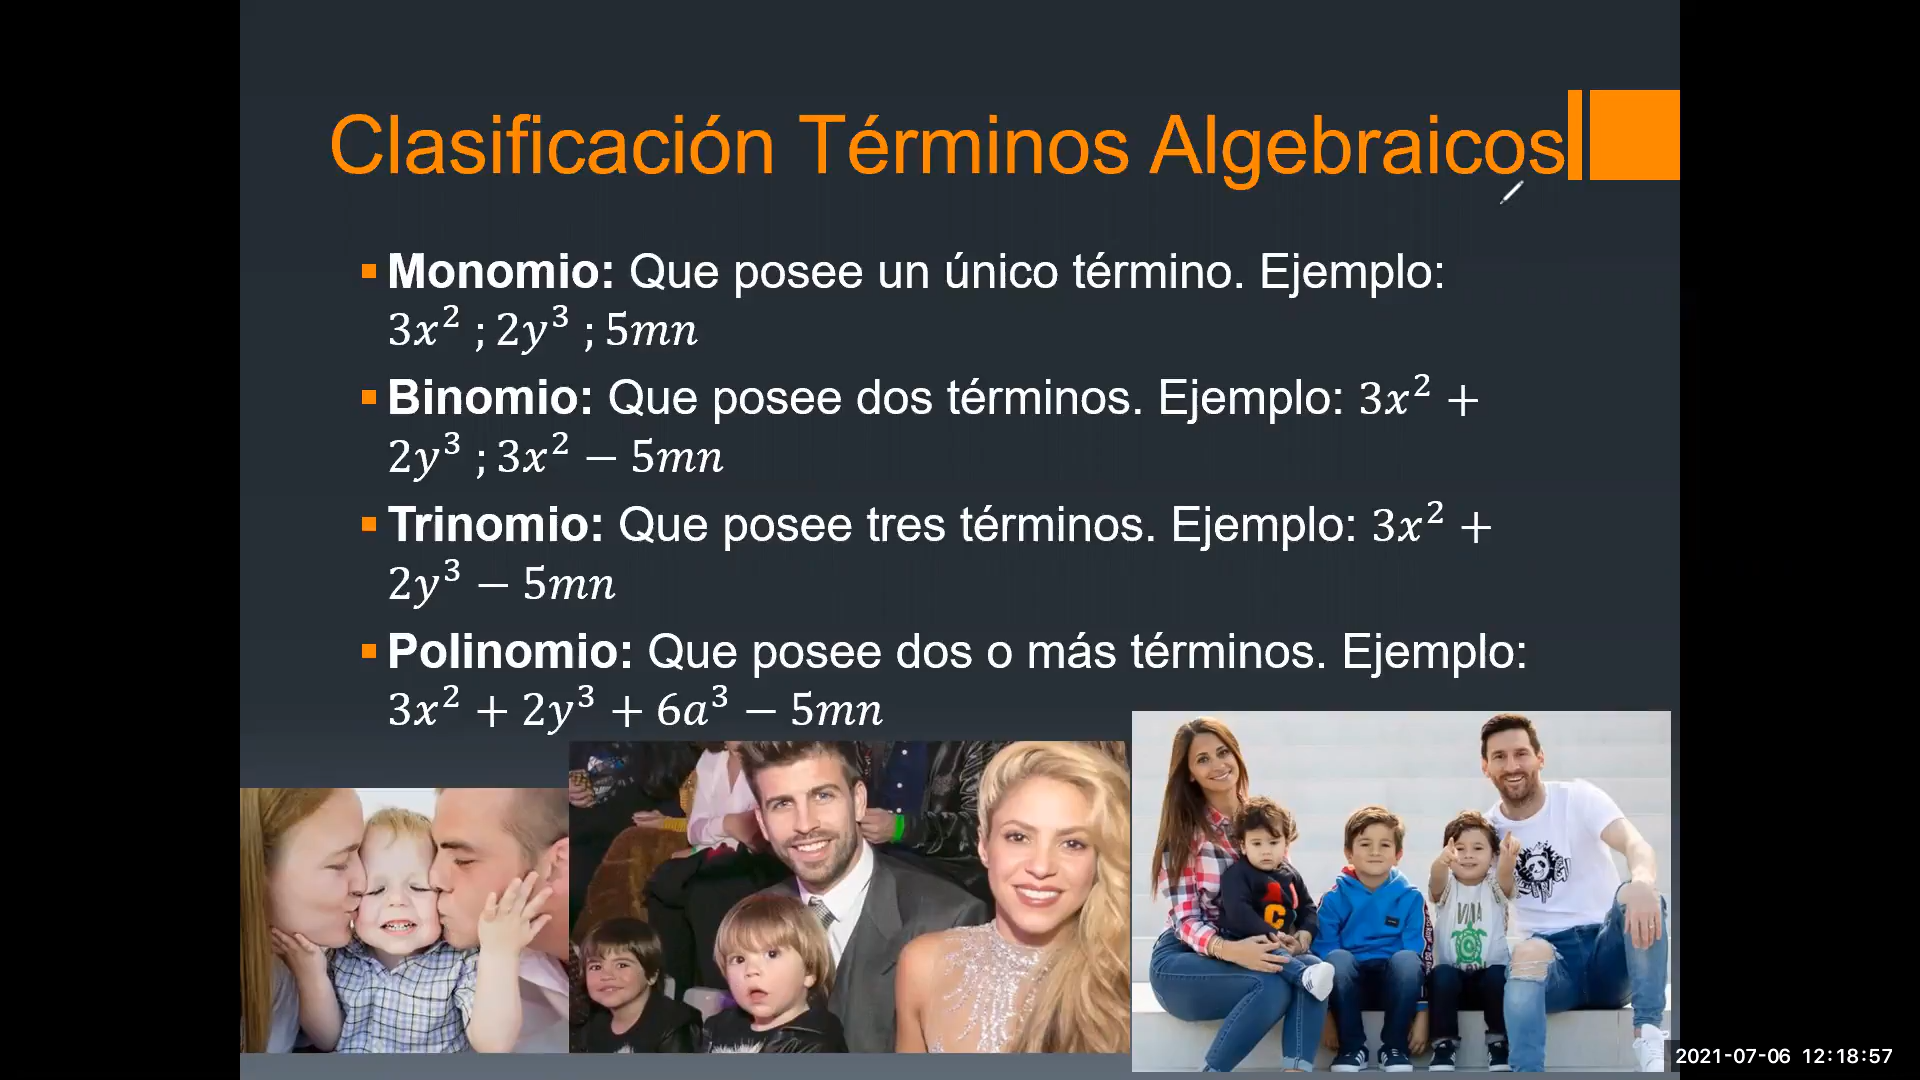 Clasificación Términos Algebraicos
Monomio: Que posee un único término. Ejemplo:
3x² ; 2y³ ; 5mn
Binomio: Que posee dos términos. Ejemplo: 3x² +
2y³ ; 3x² − 5mn
Trinomio: Que posee tres términos. Ejemplo: 3x² +
2y³ − 5mn
Polinomio: Que posee dos o más términos. Ejemplo:
3x² + 2y³ + 6a³ − 5mn
2021-07-06 12:18:57